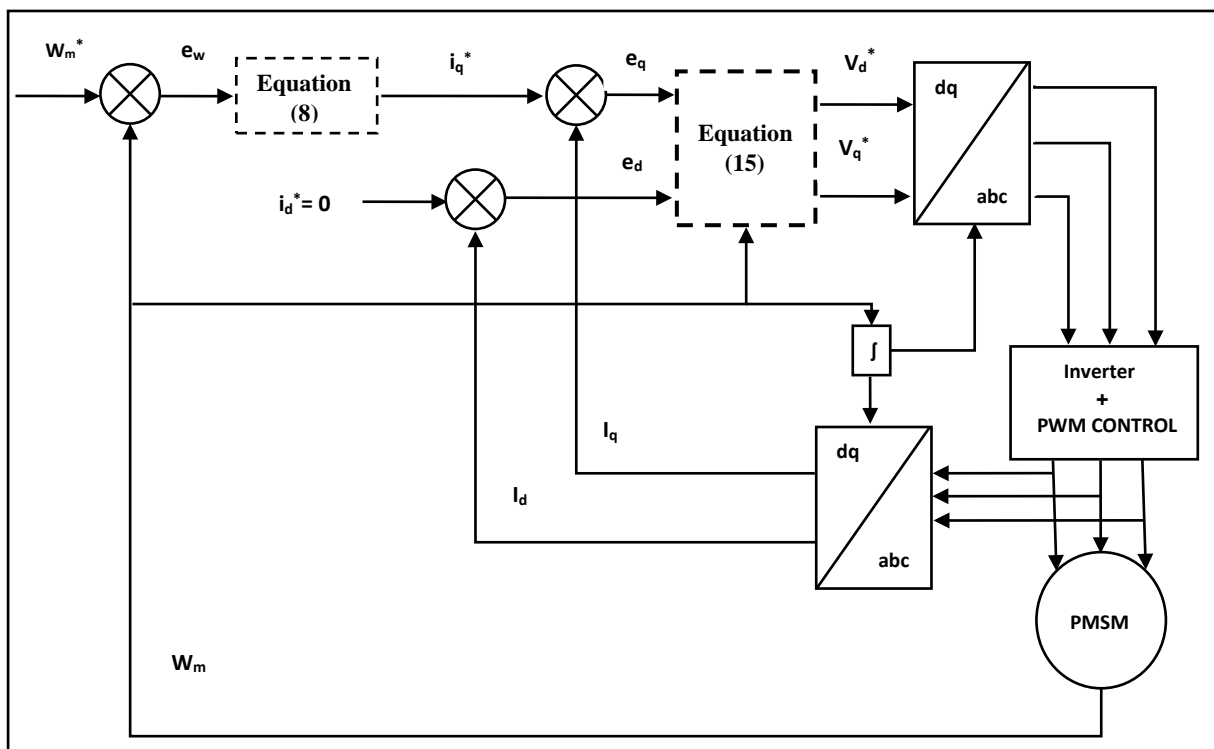 Wm*
ew
Equation
(8)
iq*
eq
Equation
(15)
Vd*
Vq*
dq
abc
ed
id*= 0
∫
Inverter
+
PWM CONTROL
Iq
Id
dq
abc
PMSM
Wm